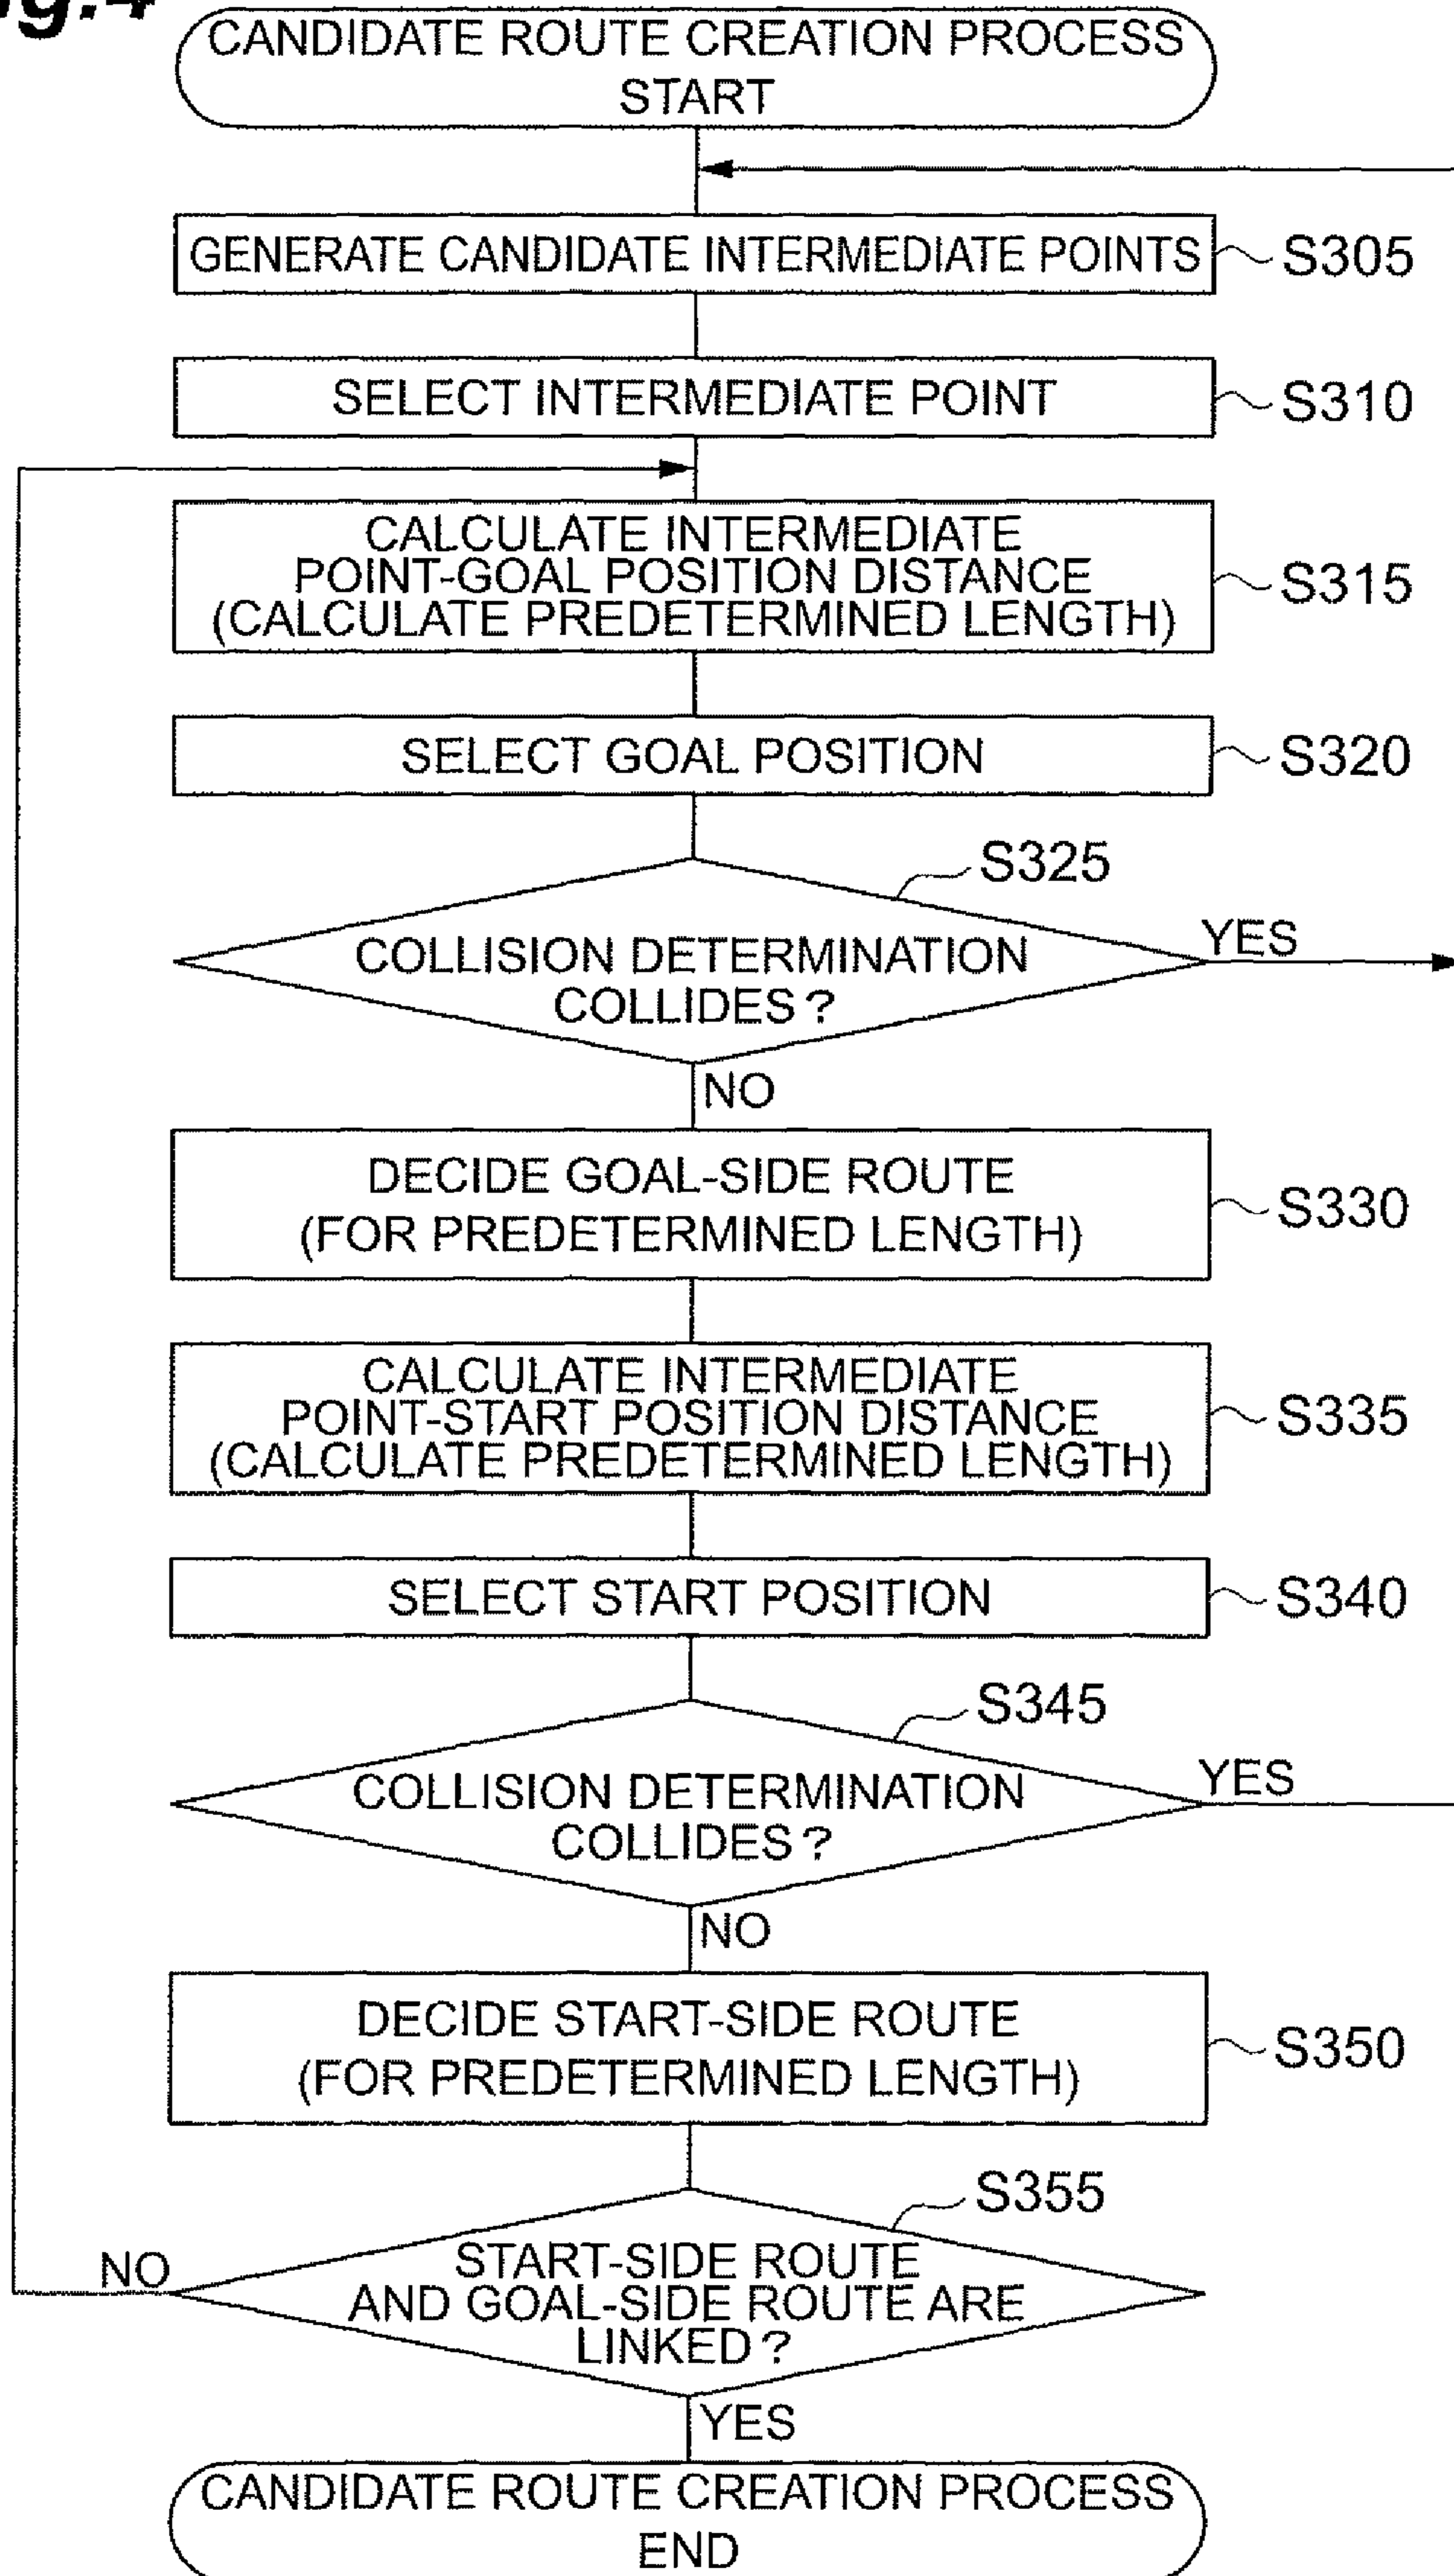 Fig.4
CANDIDATE ROUTE CREATION PROCESS
START
GENERATE CANDIDATE INTERMEDIATE POINTS
S305
SELECT INTERMEDIATE POINT
S310
CALCULATE INTERMEDIATE
POINT-GOAL POSITION DISTANCE
(CALCULATE PREDETERMINED LENGTH)
S315
SELECT GOAL POSITION
S320
S325
COLLISION DETERMINATION
COLLIDES?
YES
NO
DECIDE GOAL-SIDE ROUTE
(FOR PREDETERMINED LENGTH)
S330
CALCULATE INTERMEDIATE
POINT-START POSITION DISTANCE
(CALCULATE PREDETERMINED LENGTH)
S335
SELECT START POSITION
S340
S345
COLLISION DETERMINATION
COLLIDES?
YES
NO
DECIDE START-SIDE ROUTE
(FOR PREDETERMINED LENGTH)
S350
S355
START-SIDE ROUTE
AND GOAL-SIDE ROUTE ARE
LINKED?
NO
YES
CANDIDATE ROUTE CREATION PROCESS
END